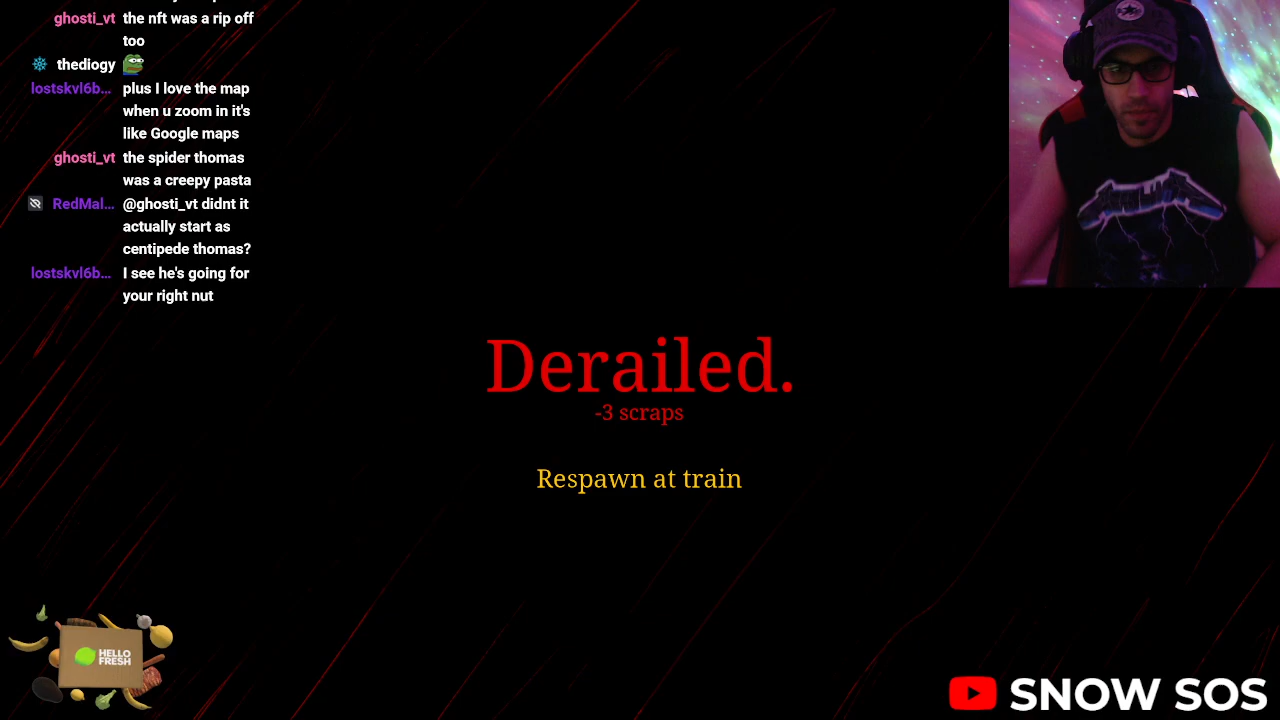 ghosti_vt the nft was a rip off
too
thediogy
lostskvl6b... plus I love the map
when u zoom in it's
like Google maps
ghosti_vt the spider thomas
was a creepy pasta
RedMal... @ghosti_vt didnt it
actually start as
centipede thomas?
lostskvl6b... I see he's going for
your right nut
Derailed.
-3 scraps
Respawn at train
HELLO
FRESH
SNOW SOS